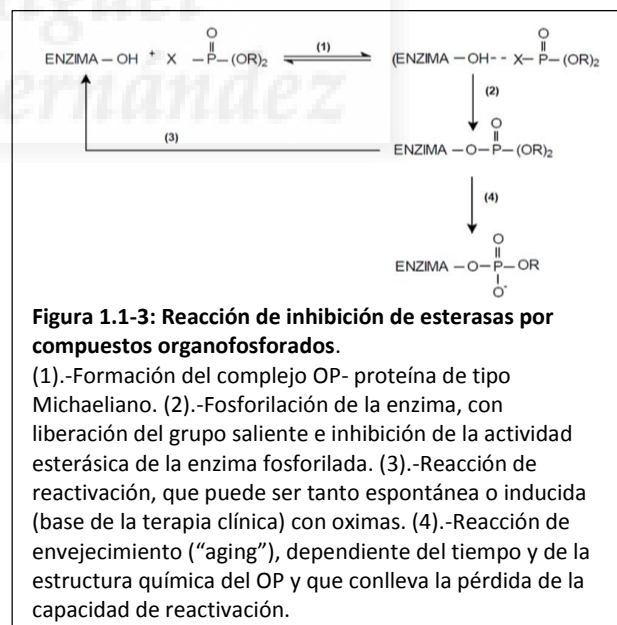 Miguel
Hernández
O
ENZIMA – OH + X –P–(OR)2 (1) (ENZIMA –OH- - X–P–(OR)2
O
(2)
O
(3) ENZIMA –O–P–(OR)2
(4)
O
ENZIMA –O–P–OR
O-
Figura 1.1-3: Reacción de inhibición de esterasas por
compuestos organofosforados.
(1).-Formación del complejo OP- proteína de tipo
Michaeliano. (2).-Fosforilación de la enzima, con
liberación del grupo saliente e inhibición de la actividad
esterásica de la enzima fosforilada. (3).-Reacción de
reactivación, que puede ser tanto espontánea o inducida
(base de la terapia clínica) con oximas. (4).-Reacción de
envejecimiento (“aging”), dependiente del tiempo y de la
estructura química del OP y que conlleva la pérdida de la
capacidad de reactivación.